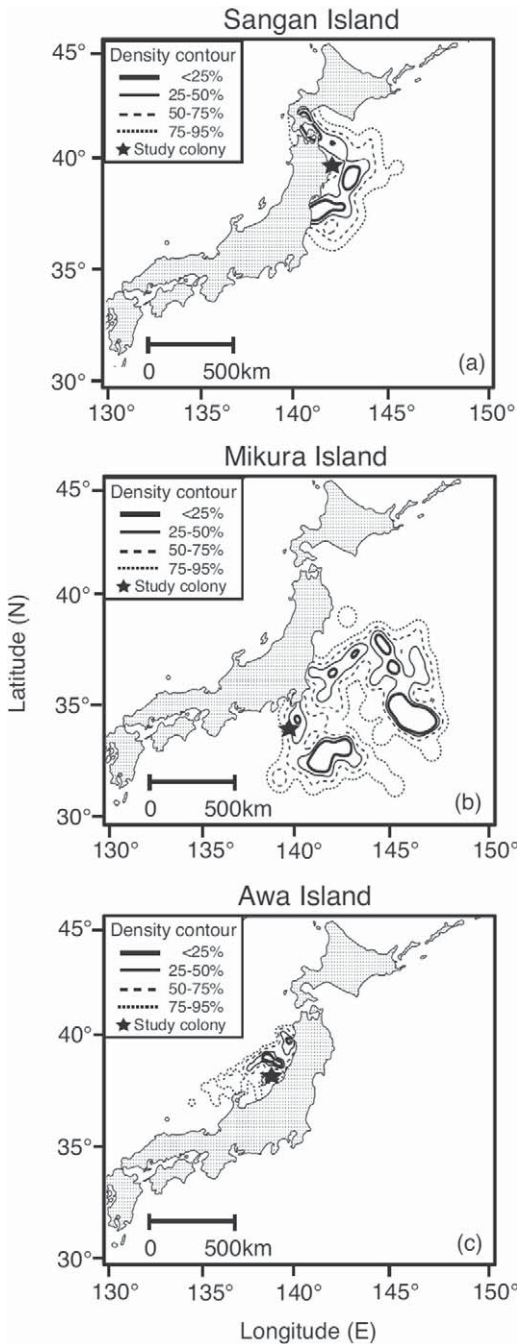 Sangan Island
45°
40°
35°
30°
Density contour
<25%
25-50%
50-75%
75-95%
Study colony
0 500km
(a)
130° 135° 140° 145° 150°
Mikura Island
45°
40°
35°
30°
Density contour
<25%
25-50%
50-75%
75-95%
Study colony
0 500km
(b)
130° 135° 140° 145° 150°
Latitude (N)
Awa Island
45°
40°
35°
30°
Density contour
<25%
25-50%
50-75%
75-95%
Study colony
0 500km
(c)
130° 135° 140° 145° 150°
Longitude (E)